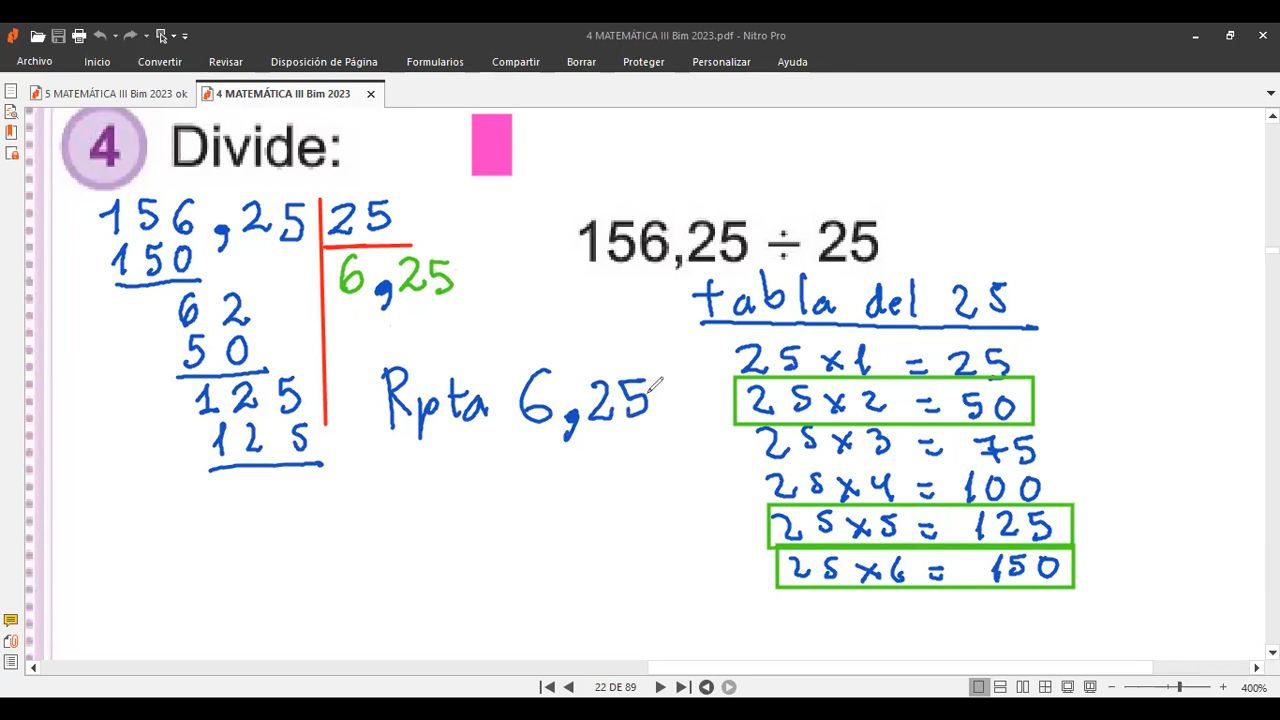 4 MATEMÁTICA III Bim 2023.pdf - Nitro Pro
Archivo Inicio Convertir Revisar Disposición de Página Formularios Compartir Borrar Proteger Personalizar Ayuda
5 MATEMÁTICA III Bim 2023 ok 4 MATEMÁTICA III Bim 2023
4 Divide:
156,25 25
150 6,25
62
50
125
125
Rpta 6,25
156,25 ÷ 25
tabla del 25
25 x 1 = 25
25 x 2 = 50
25 x 3 = 75
25 x 4 = 100
25 x 5 = 125
25 x 6 = 150
22 DE 89
400%